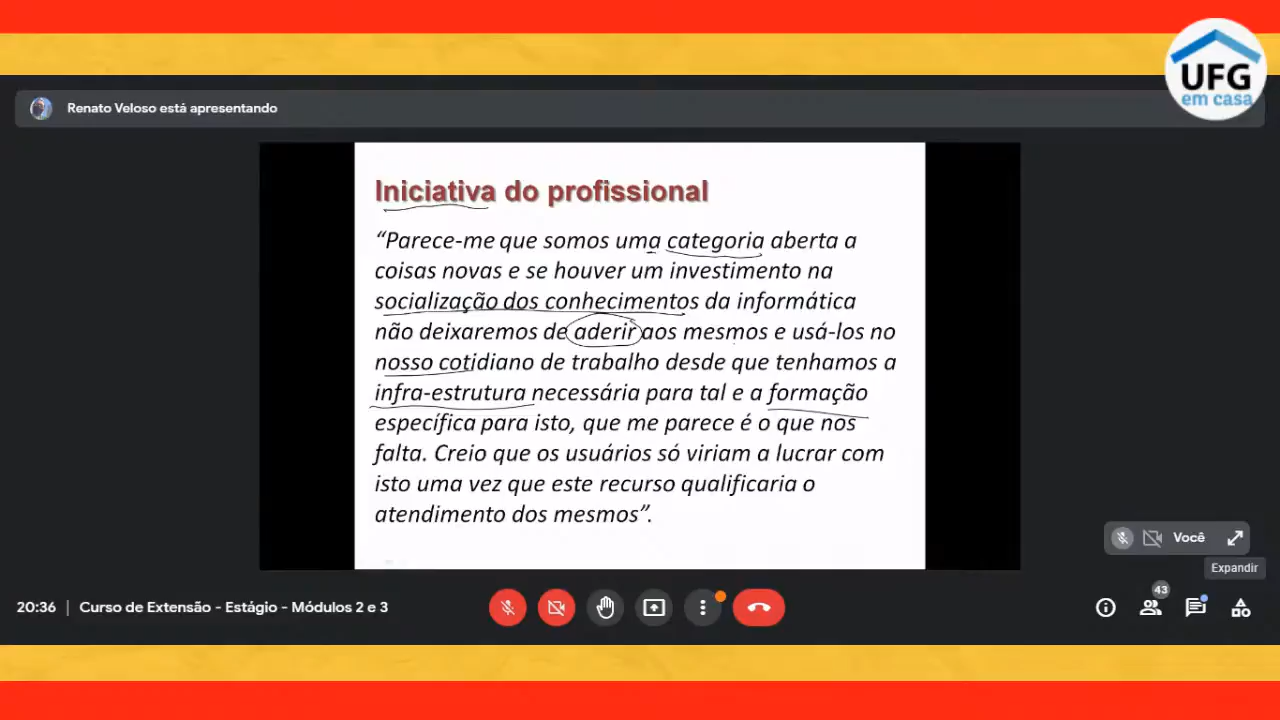 UFG
em casa
Renato Veloso está apresentando
Iniciativa do profissional
“Parece-me que somos uma categoria aberta a
coisas novas e se houver um investimento na
socialização dos conhecimentos da informática
não deixaremos de aderir aos mesmos e usá-los no
nosso cotidiano de trabalho desde que tenhamos a
infra-estrutura necessária para tal e a formação
específica para isto, que me parece é o que nos
falta. Creio que os usuários só viriam a lucrar com
isto uma vez que este recurso qualificaria o
atendimento dos mesmos”.
Você
Expandir
20:36 | Curso de Extensão - Estágio - Módulos 2 e 3
43